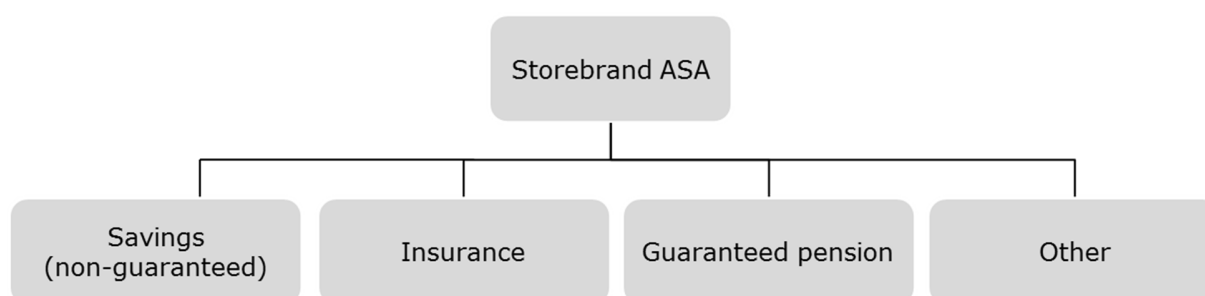 Storebrand ASA
Savings
(non-guaranteed)
Insurance
Guaranteed pension
Other